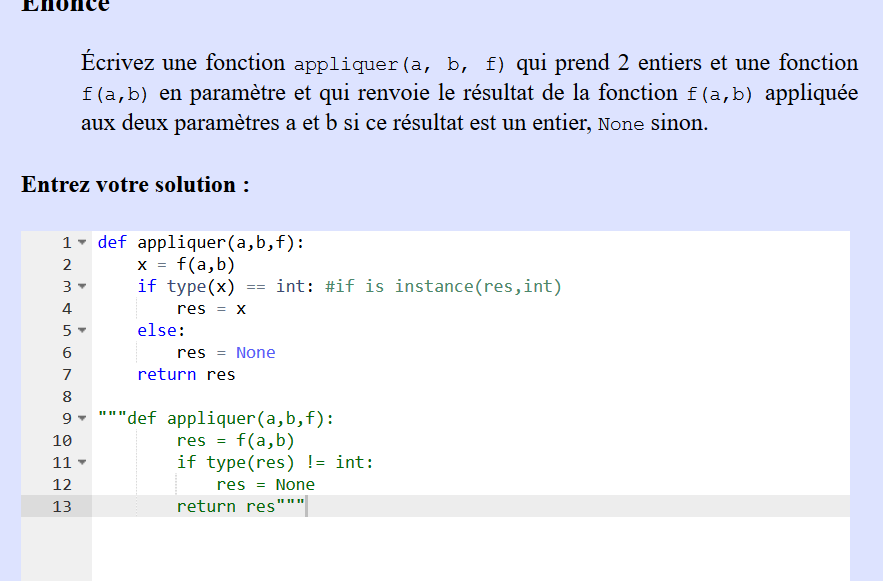 Énoncé
Écrivez une fonction appliquer(a, b, f) qui prend 2 entiers et une fonction
f(a,b) en paramètre et qui renvoie le résultat de la fonction f(a,b) appliquée
aux deux paramètres a et b si ce résultat est un entier, None sinon.
Entrez votre solution :
1 def appliquer(a,b,f):
2     x = f(a,b)
3     if type(x) == int: #if is instance(res,int)
4         res = x
5     else:
6         res = None
7     return res
8
9 """def appliquer(a,b,f):
10         res = f(a,b)
11         if type(res) != int:
12             res = None
13         return res"""